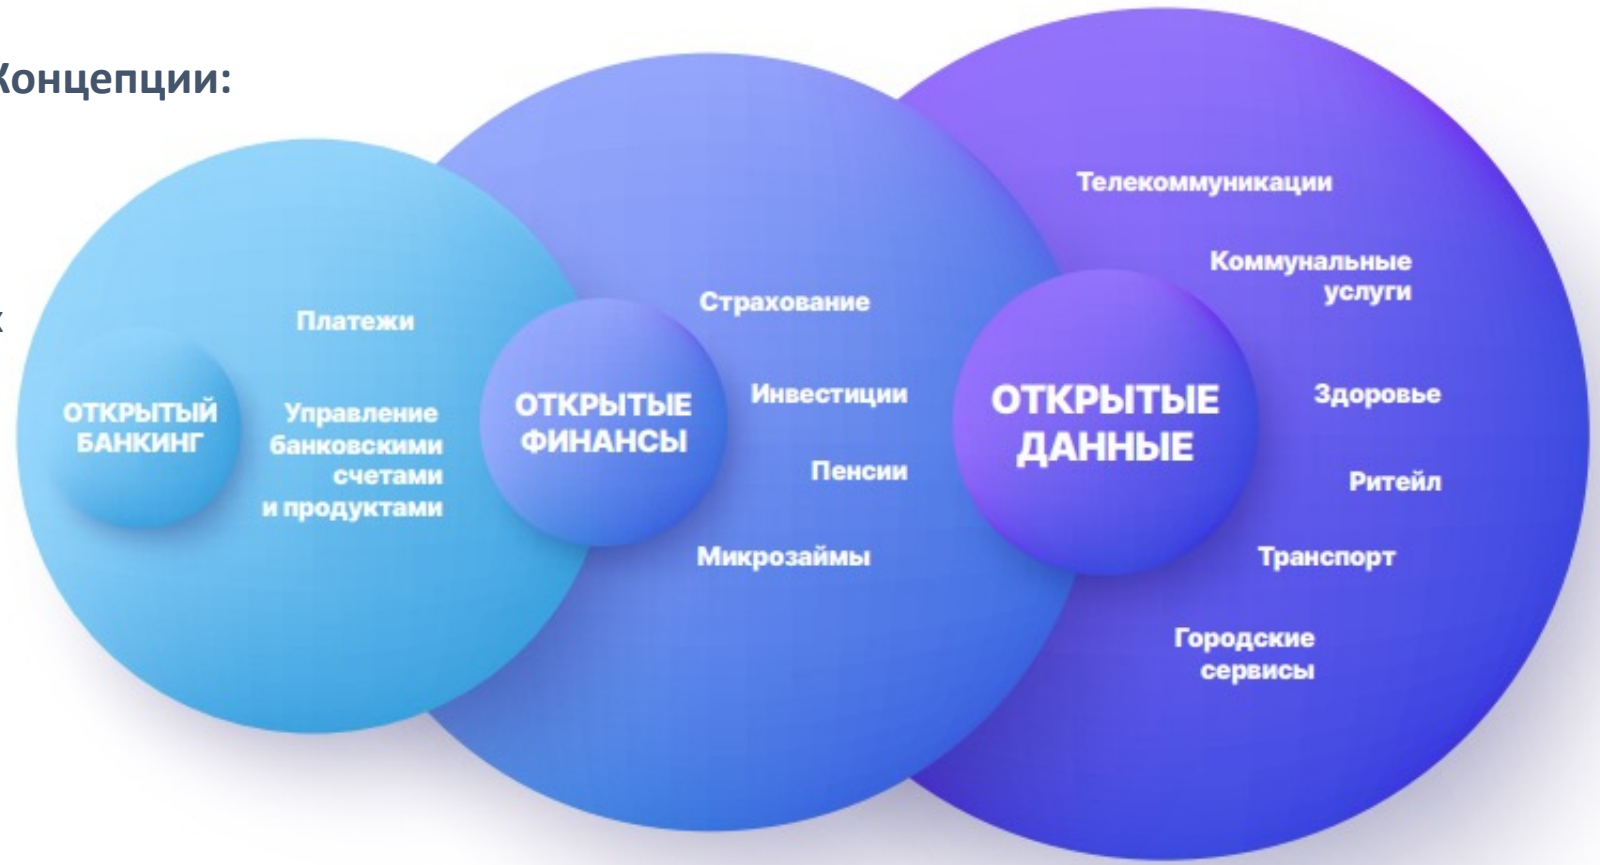 Концепции:
ОТКРЫТЫЙ
БАНКИНГ
Платежи
Управление
банковскими
счетами
и продуктами
ОТКРЫТЫЕ
ФИНАНСЫ
Страхование
Инвестиции
Пенсии
Микрозаймы
ОТКРЫТЫЕ
ДАННЫЕ
Телекоммуникации
Коммунальные
услуги
Здоровье
Ритейл
Транспорт
Городские
сервисы